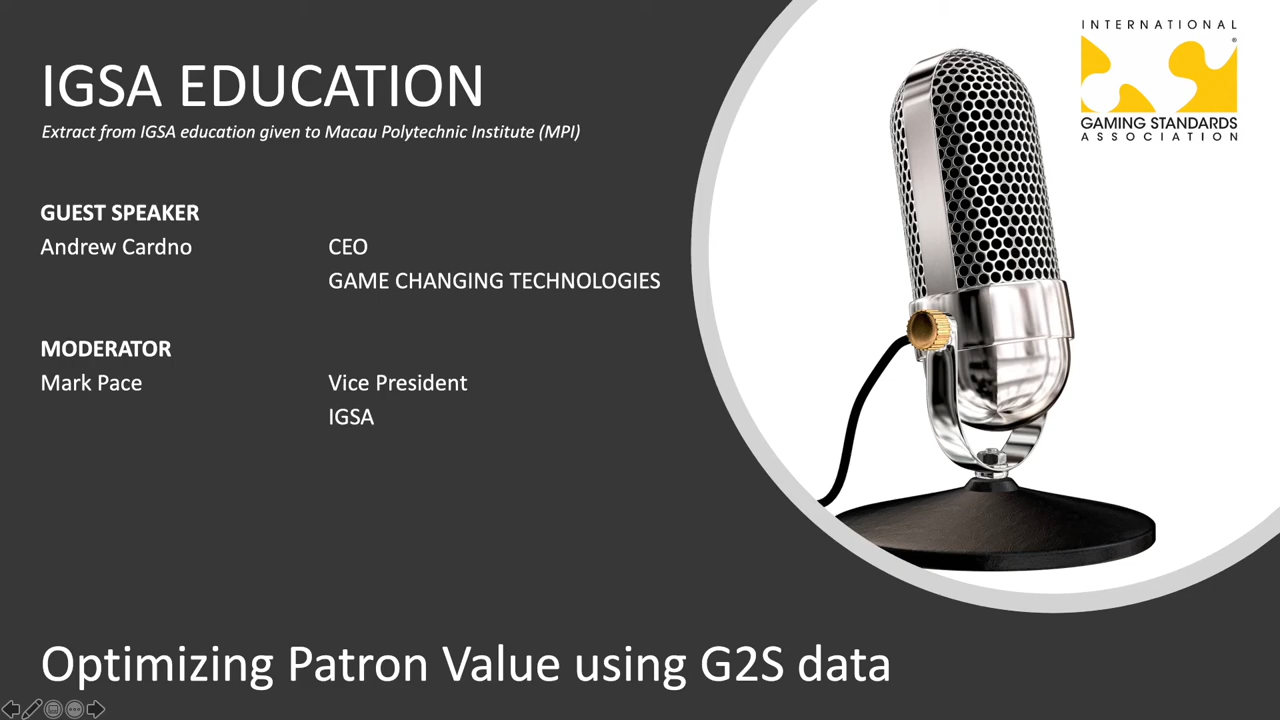 IGSA EDUCATION
Extract from IGSA education given to Macau Polytechnic Institute (MPI)
GUEST SPEAKER
Andrew Cardno CEO
GAME CHANGING TECHNOLOGIES
MODERATOR
Mark Pace Vice President
IGSA
Optimizing Patron Value using G2S data
INTERNATIONAL
®
GAMING STANDARDS
ASSOCIATION